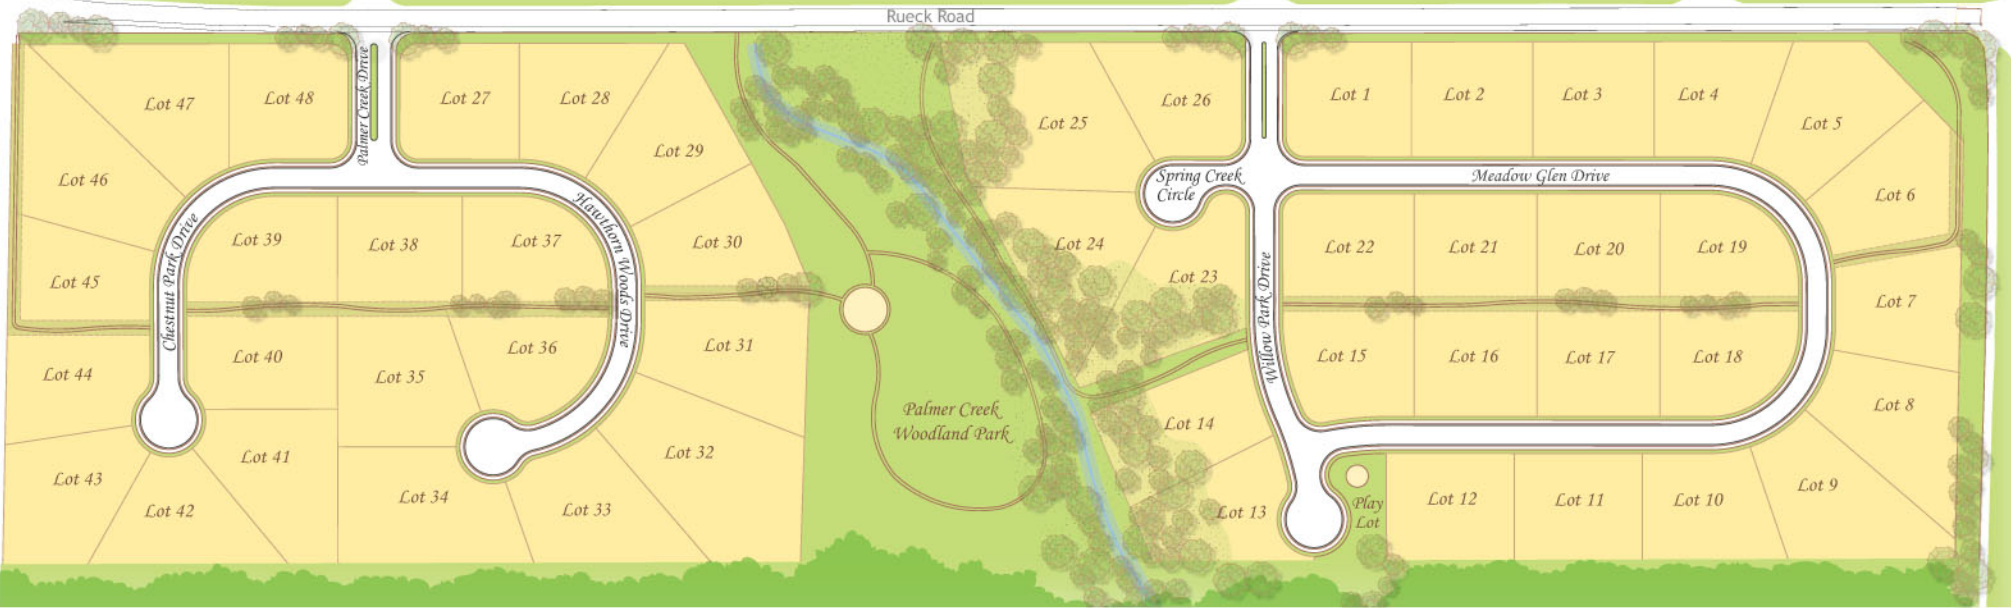 Rueck Road
Lot 47
Lot 48
Palmer Creek Drive
Lot 27
Lot 28
Lot 29
Lot 46
Lot 45
Lot 39
Lot 38
Lot 37
Lot 30
Chestnut Park Drive
Hawthorn Woods Drive
Lot 44
Lot 40
Lot 35
Lot 36
Lot 31
Lot 43
Lot 41
Lot 42
Lot 34
Lot 33
Lot 32
Palmer Creek
Woodland Park
Lot 25
Lot 26
Lot 24
Lot 23
Spring Creek
Circle
Willow Park Drive
Meadow Glen Drive
Lot 1
Lot 2
Lot 3
Lot 4
Lot 5
Lot 6
Lot 22
Lot 21
Lot 20
Lot 19
Lot 7
Lot 15
Lot 16
Lot 17
Lot 18
Lot 8
Lot 14
Lot 13
Play
Lot
Lot 12
Lot 11
Lot 10
Lot 9